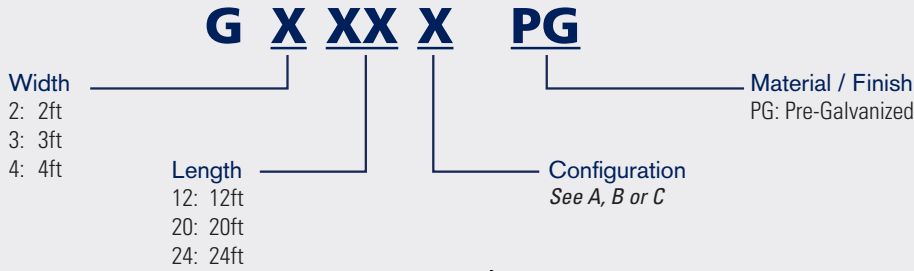 G X XX X PG
Width
2: 2ft
3: 3ft
4: 4ft
Length
12: 12ft
20: 20ft
24: 24ft
Configuration
See A, B or C
Material / Finish
PG: Pre-Galvanized